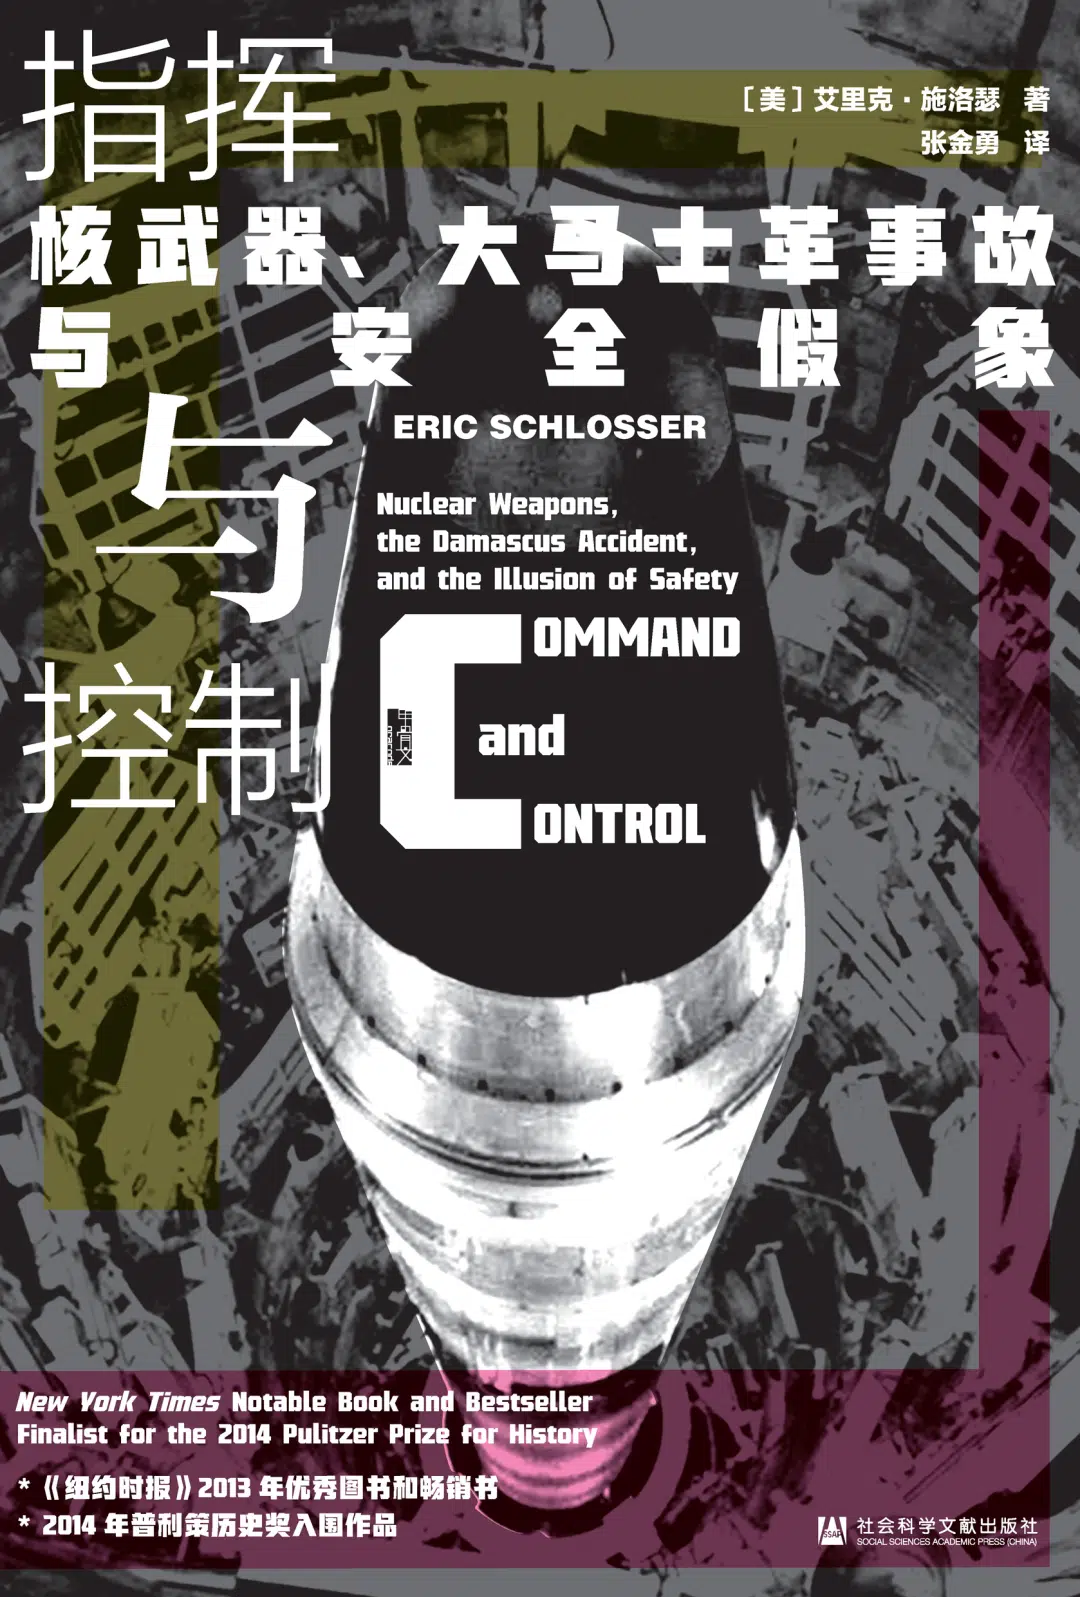 指挥
[美]艾里克·施洛瑟 著
张金勇 译
核武器、大马士革事故
与安全假象
与
控制
ERIC SCHLOSSER
Nuclear Weapons,
the Damascus Accident,
and the Illusion of Safety
COMMAND
and
CONTROL
New York Times Notable Book and Bestseller
Finalist for the 2014 Pulitzer Prize for History
* 《纽约时报》2013 年优秀图书和畅销书
* 2014 年普利策历史奖入围作品
SSAP
社会科学文献出版社
SOCIAL SCIENCES ACADEMIC PRESS (CHINA)